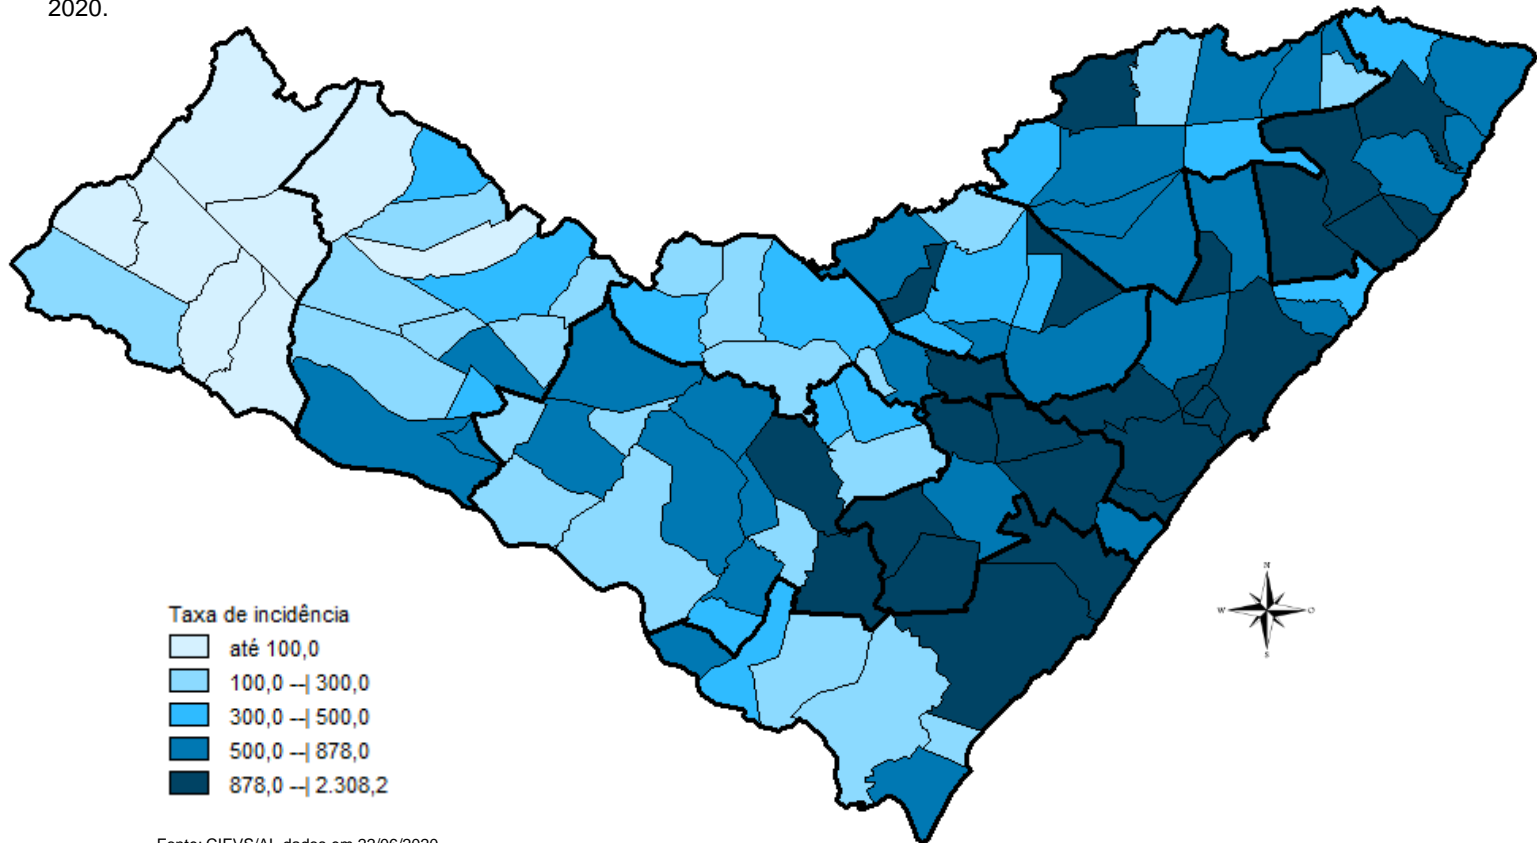 2020.
N
W
O
S
Taxa de incidência
até 100,0
100,0 --| 300,0
300,0 --| 500,0
500,0 --| 878,0
878,0 --| 2.308,2